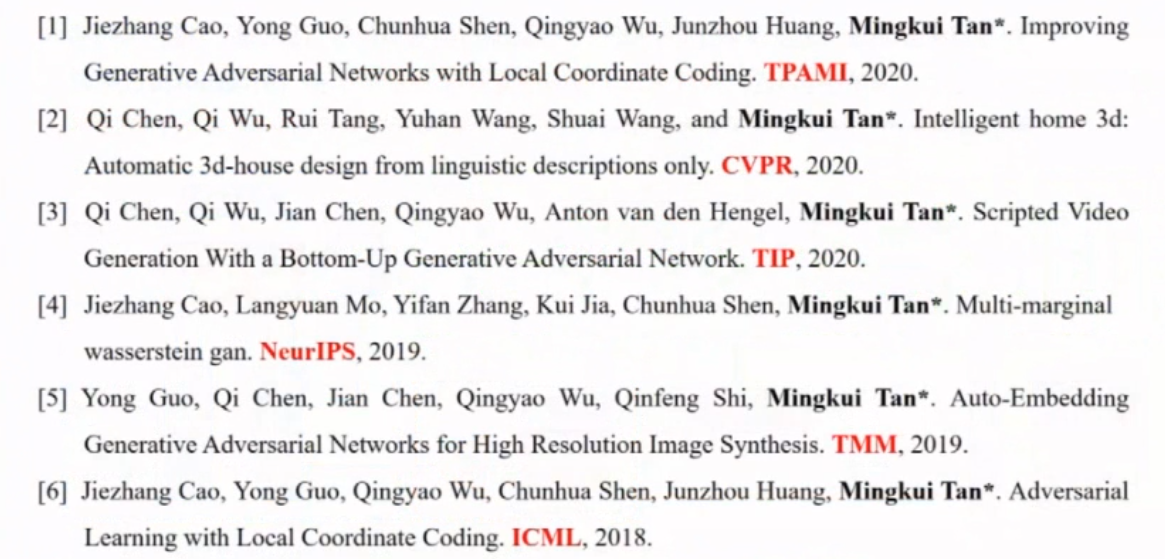 [1] Jiezhang Cao, Yong Guo, Chunhua Shen, Qingyao Wu, Junzhou Huang, Mingkui Tan*. Improving
Generative Adversarial Networks with Local Coordinate Coding. TPAMI, 2020.
[2] Qi Chen, Qi Wu, Rui Tang, Yuhan Wang, Shuai Wang, and Mingkui Tan*. Intelligent home 3d:
Automatic 3d-house design from linguistic descriptions only. CVPR, 2020.
[3] Qi Chen, Qi Wu, Jian Chen, Qingyao Wu, Anton van den Hengel, Mingkui Tan*. Scripted Video
Generation With a Bottom-Up Generative Adversarial Network. TIP, 2020.
[4] Jiezhang Cao, Langyuan Mo, Yifan Zhang, Kui Jia, Chunhua Shen, Mingkui Tan*. Multi-marginal
wasserstein gan. NeurIPS, 2019.
[5] Yong Guo, Qi Chen, Jian Chen, Qingyao Wu, Qinfeng Shi, Mingkui Tan*. Auto-Embedding
Generative Adversarial Networks for High Resolution Image Synthesis. TMM, 2019.
[6] Jiezhang Cao, Yong Guo, Qingyao Wu, Chunhua Shen, Junzhou Huang, Mingkui Tan*. Adversarial
Learning with Local Coordinate Coding. ICML, 2018.